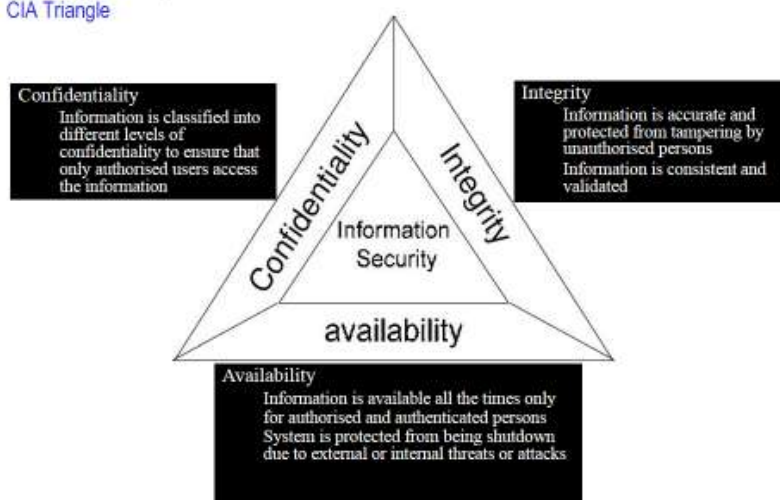 CIA Triangle
Confidentiality
Information is classified into
different levels of
confidentiality to ensure that
only authorised users access
the information
Integrity
Information is accurate and
protected from tampering by
unauthorised persons
Information is consistent and
validated
Confidentiality
Integrity
Information
Security
availability
Availability
Information is available all the times only
for authorised and authenticated persons
System is protected from being shutdown
due to external or internal threats or attacks